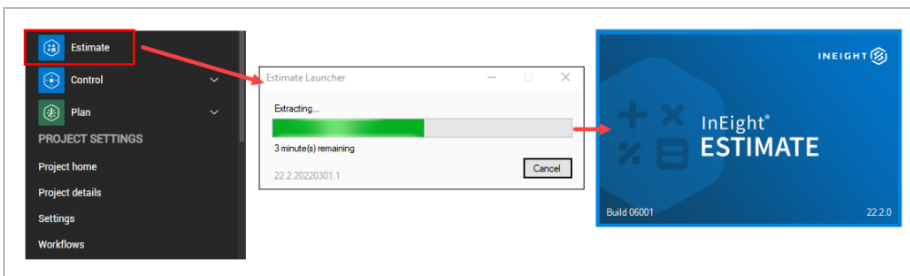 Estimate
Control
Plan
PROJECT SETTINGS
Project home
Project details
Settings
Workflows
Estimate Launcher
Extracting...
3 minute(s) remaining
22.2.20220301.1
Cancel
INEIGHT
InEight®
ESTIMATE
Build 06001
22.2.0